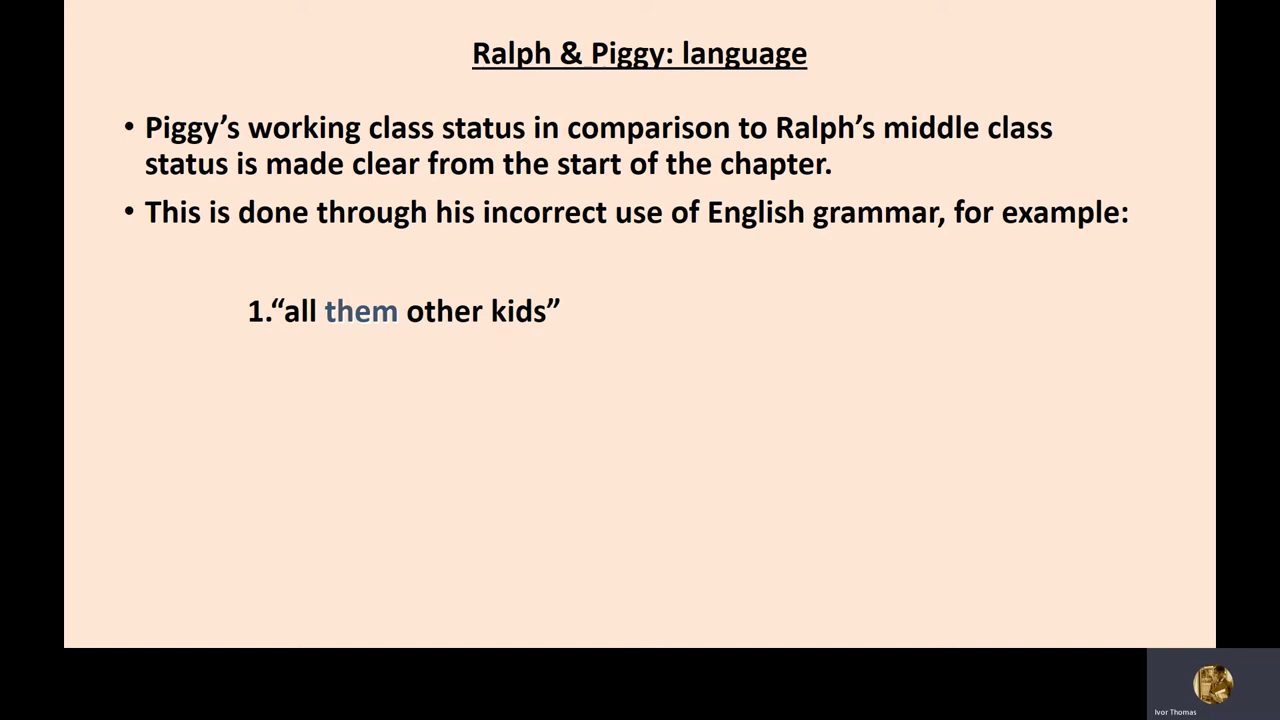 Ralph & Piggy: language
• Piggy’s working class status in comparison to Ralph’s middle class
status is made clear from the start of the chapter.
• This is done through his incorrect use of English grammar, for example:
1.“all them other kids”
Ivor Thomas